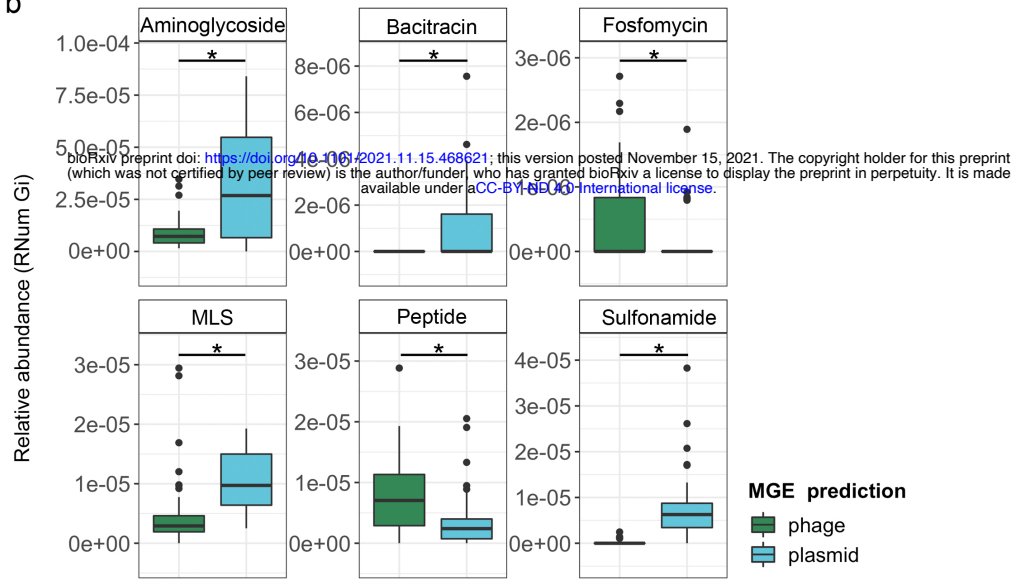 b
Aminoglycoside
Bacitracin
Fosfomycin
*
*
*
1.0e-04
7.5e-05
5.0e-05
2.5e-05
0e+00
8e-06
6e-06
4e-06
2e-06
0e+00
3e-06
2e-06
1e-06
0e+00
bioRxiv preprint doi: https://doi.org/10.1101/2021.11.15.468621; this version posted November 15, 2021. The copyright holder for this preprint
(which was not certified by peer review) is the author/funder, who has granted bioRxiv a license to display the preprint in perpetuity. It is made
available under aCC-BY-ND 4.0 International license.
Relative abundance (RNum Gi)
MLS
Peptide
Sulfonamide
*
*
*
3e-05
2e-05
1e-05
0e+00
3e-05
2e-05
1e-05
0e+00
4e-05
3e-05
2e-05
1e-05
0e+00
MGE prediction
phage
plasmid